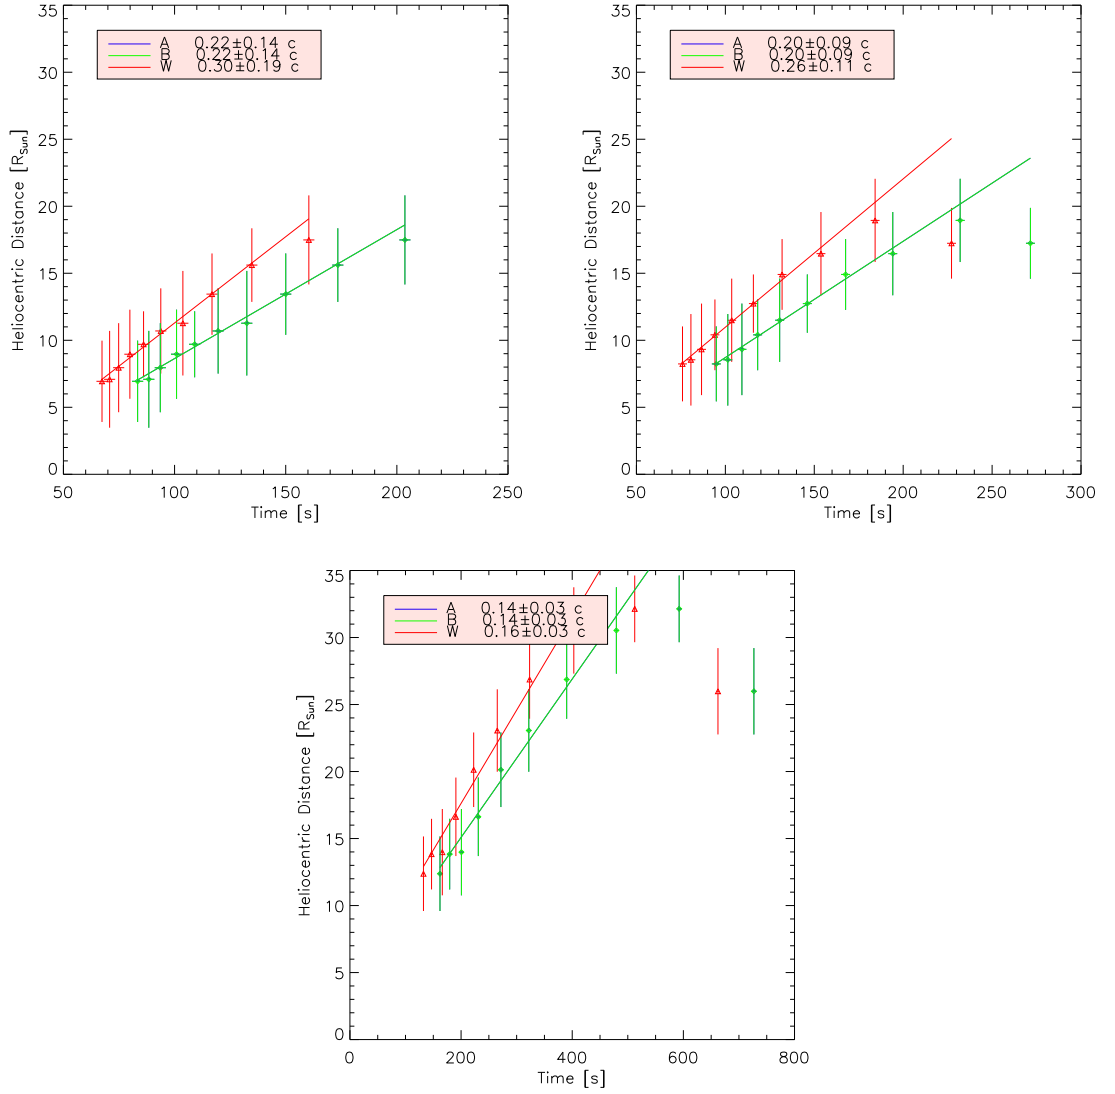 A 0.22±0.14 c
B 0.22±0.14 c
W 0.30±0.19 c
35
30
25
20
15
10
5
0
Heliocentric Distance [RSun]
50 100 150 200 250
Time [s]
A 0.20±0.09 c
B 0.20±0.09 c
W 0.26±0.11 c
35
30
25
20
15
10
5
0
Heliocentric Distance [RSun]
50 100 150 200 250 300
Time [s]
A 0.14±0.03 c
B 0.14±0.03 c
W 0.16±0.03 c
35
30
25
20
15
10
5
0
Heliocentric Distance [RSun]
0 200 400 600 800
Time [s]